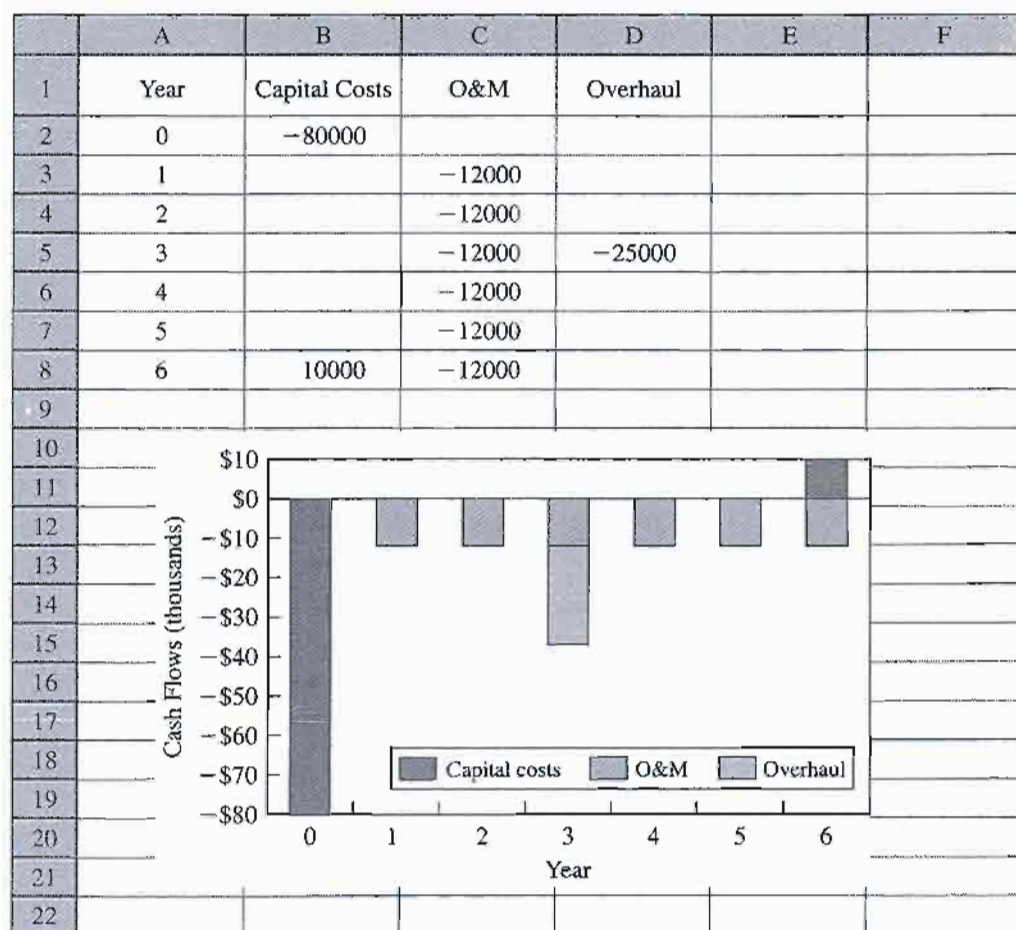 A B C D E F
1 Year Capital Costs O&M Overhaul
2 0 −80000
3 1 −12000
4 2 −12000
5 3 −12000 −25000
6 4 −12000
7 5 −12000
8 6 10000 −12000
9
10
11
12
13
14
15
16
17
18
19
20
21
22
Cash Flows (thousands)
$10
$0
−$10
−$20
−$30
−$40
−$50
−$60
−$70
−$80
Capital costs O&M Overhaul
0 1 2 3 4 5 6
Year